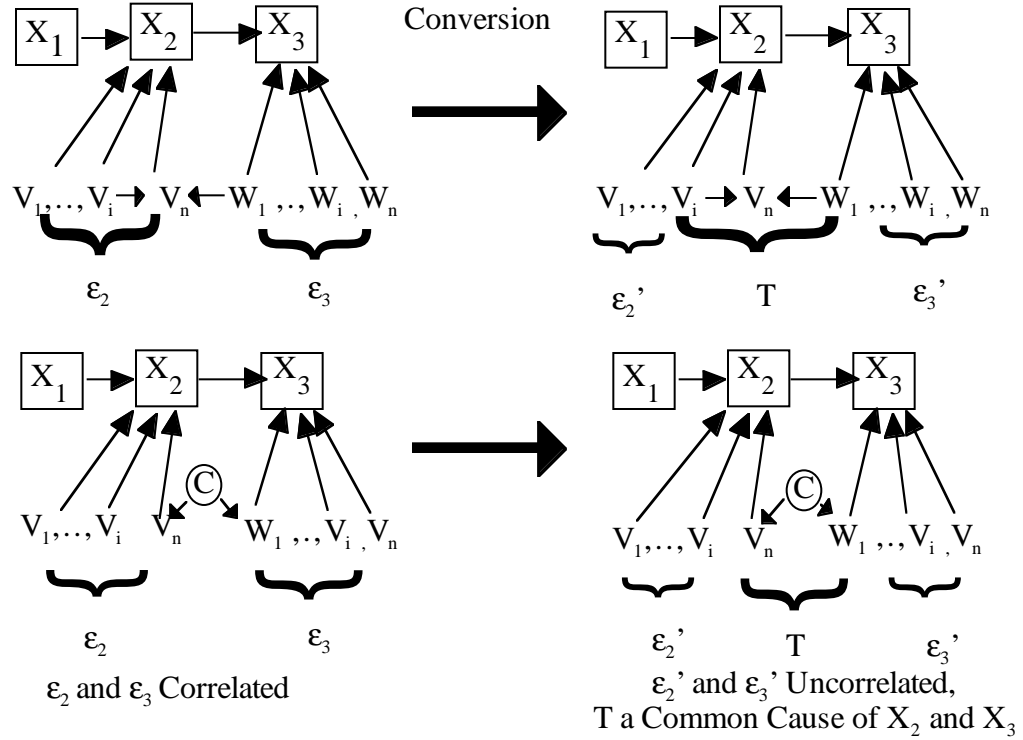 Conversion
X₁ X₂ X₃
X₁ X₂ X₃
V₁,..,Vᵢ Vₙ W₁ ,.,Wᵢ , Wₙ
V₁,..,Vᵢ Vₙ W₁ ,..,Wᵢ , Wₙ
ε₂ ε₃
ε₂’ T ε₃’
X₁ X₂ X₃
X₁ X₂ X₃
C
C
V₁,..,Vᵢ Vₙ W₁ ,.,Vᵢ , Vₙ
V₁,..,Vᵢ Vₙ W₁ ,..,Vᵢ , Vₙ
ε₂ ε₃
ε₂’ T ε₃’
ε₂ and ε₃ Correlated
ε₂’ and ε₃’ Uncorrelated,
T a Common Cause of X₂ and X₃